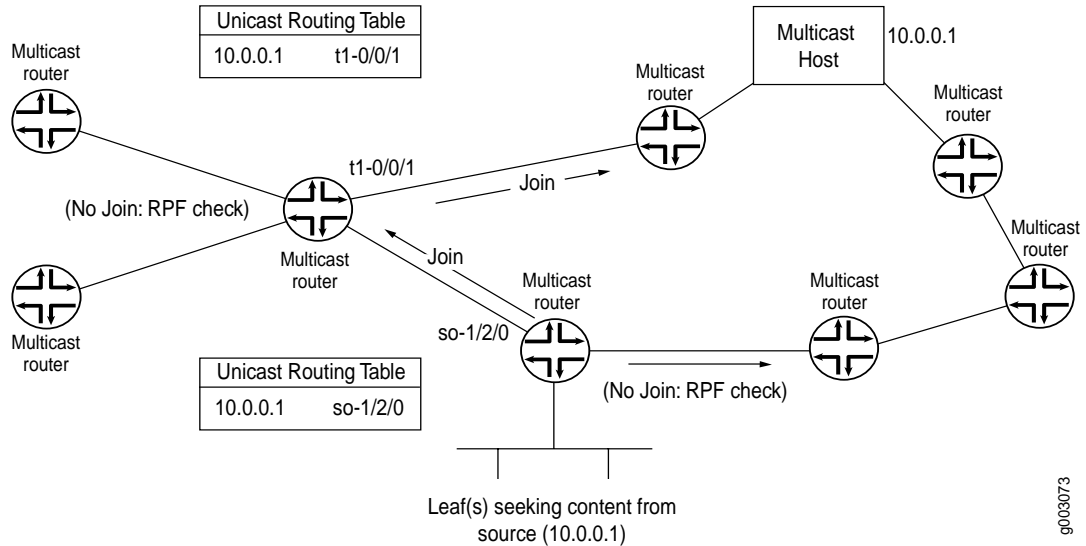 Unicast Routing Table
10.0.0.1 t1-0/0/1
Multicast
Host
10.0.0.1
Multicast
router
Multicast
router
Multicast
router
t1-0/0/1
Join
(No Join: RPF check)
Multicast
router
Join
Multicast
router
Multicast
router
Multicast
router
Multicast
router
so-1/2/0
Unicast Routing Table
10.0.0.1 so-1/2/0
(No Join: RPF check)
Leaf(s) seeking content from
source (10.0.0.1)
g003073